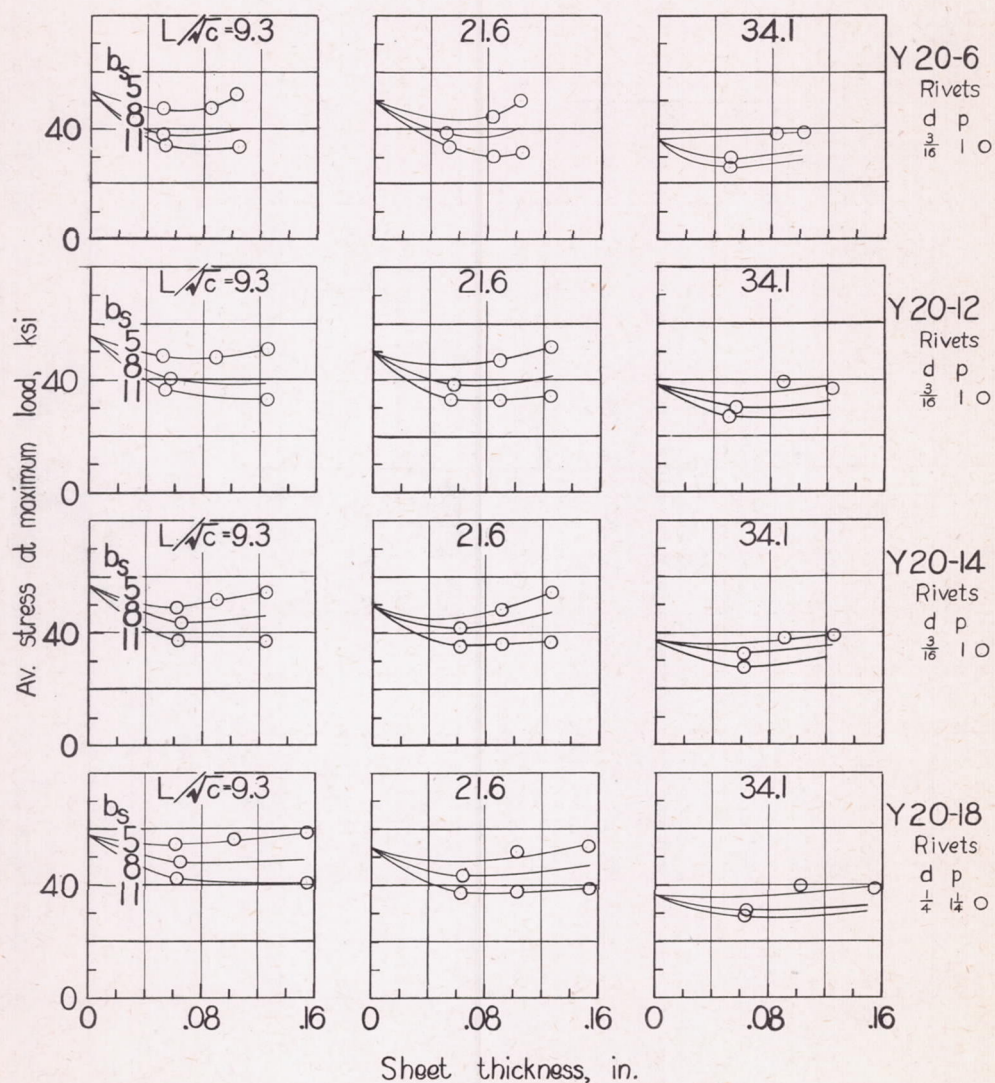 L/√c = 9.3
21.6
34.1
Y 20-6
Rivets
d p
3/16 1 O
bs
5
8
11
40
0
L/√c = 9.3
21.6
34.1
Y 20-12
Rivets
d p
3/16 1 O
bs
5
8
11
40
0
L/√c = 9.3
21.6
34.1
Y 20-14
Rivets
d p
3/16 1 O
bs
5
8
11
40
0
L/√c = 9.3
21.6
34.1
Y 20-18
Rivets
d p
1/4 1 1/4 O
bs
5
8
11
40
0
0 .08 .16
0 .08 .16
0 .08 .16
Av. stress at maximum load, ksi
Sheet thickness, in.